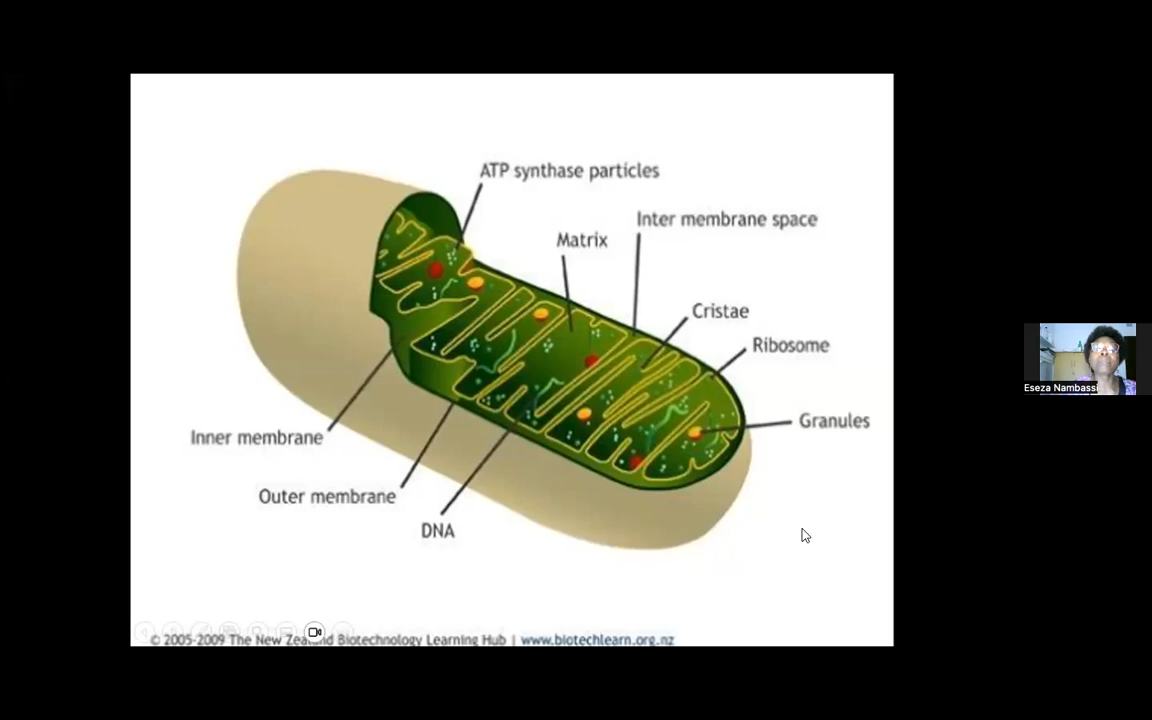 ATP synthase particles
Inter membrane space
Matrix
Cristae
Ribosome
Granules
Inner membrane
Outer membrane
DNA
© 2005-2009 The New Zealand Biotechnology Learning Hub | www.biotechlearn.org.nz
Eseza Nambassi